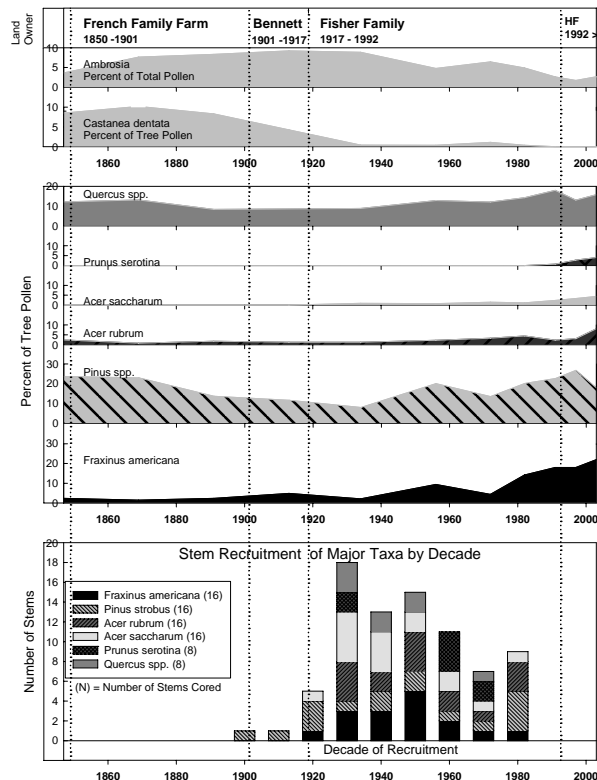 Land Owner
French Family Farm
1850 -1901
Bennett
1901 -1917
Fisher Family
1917 - 1992
HF
1992 >
Ambrosia
Percent of Total Pollen
10
5
0
Castanea dentata
Percent of Tree Pollen
10
5
0
1860 1880 1900 1920 1940 1960 1980 2000
Percent of Tree Pollen
Quercus spp.
20
10
0
Prunus serotina
10
5
0
Acer saccharum
10
5
0
Acer rubrum
10
5
0
Pinus spp.
30
20
10
0
Fraxinus americana
30
20
10
0
1860 1880 1900 1920 1940 1960 1980 2000
Stem Recruitment of Major Taxa by Decade
Number of Stems
20
18
16
14
12
10
8
6
4
2
0
Fraxinus americana (16)
Pinus strobus (16)
Acer rubrum (16)
Acer saccharum (16)
Prunus serotina (8)
Quercus spp. (8)
(N) = Number of Stems Cored
Decade of Recruitment
1860 1880 1900 1920 1940 1960 1980 2000